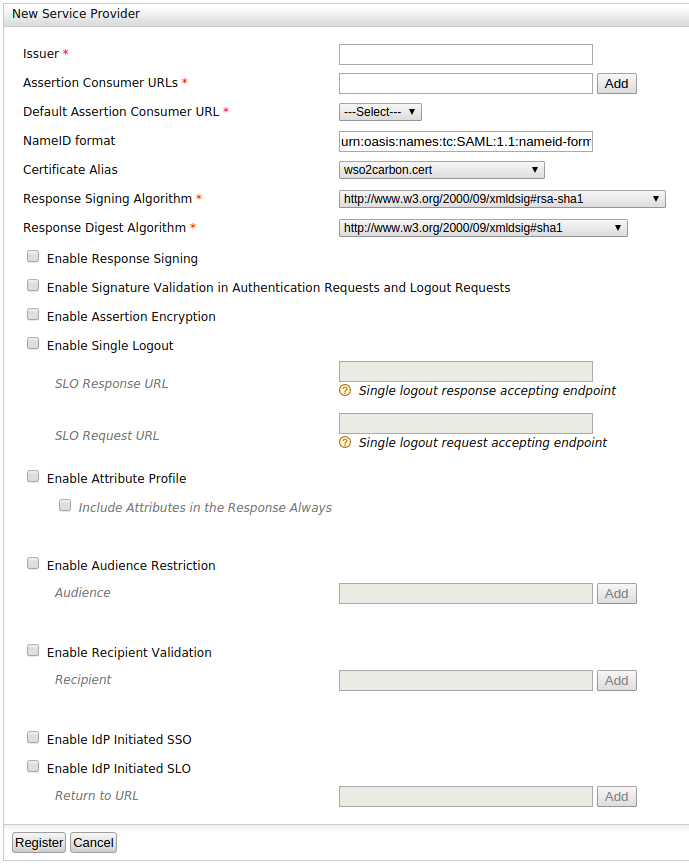 New Service Provider
Issuer *
Assertion Consumer URLs * Add
Default Assertion Consumer URL * ---Select---
NameID format urn:oasis:names:tc:SAML:1.1:nameid-form
Certificate Alias wso2carbon.cert
Response Signing Algorithm * http://www.w3.org/2000/09/xmldsig#rsa-sha1
Response Digest Algorithm * http://www.w3.org/2000/09/xmldsig#sha1
Enable Response Signing
Enable Signature Validation in Authentication Requests and Logout Requests
Enable Assertion Encryption
Enable Single Logout
SLO Response URL
? Single logout response accepting endpoint
SLO Request URL
? Single logout request accepting endpoint
Enable Attribute Profile
Include Attributes in the Response Always
Enable Audience Restriction
Audience Add
Enable Recipient Validation
Recipient Add
Enable IdP Initiated SSO
Enable IdP Initiated SLO
Return to URL Add
Register Cancel